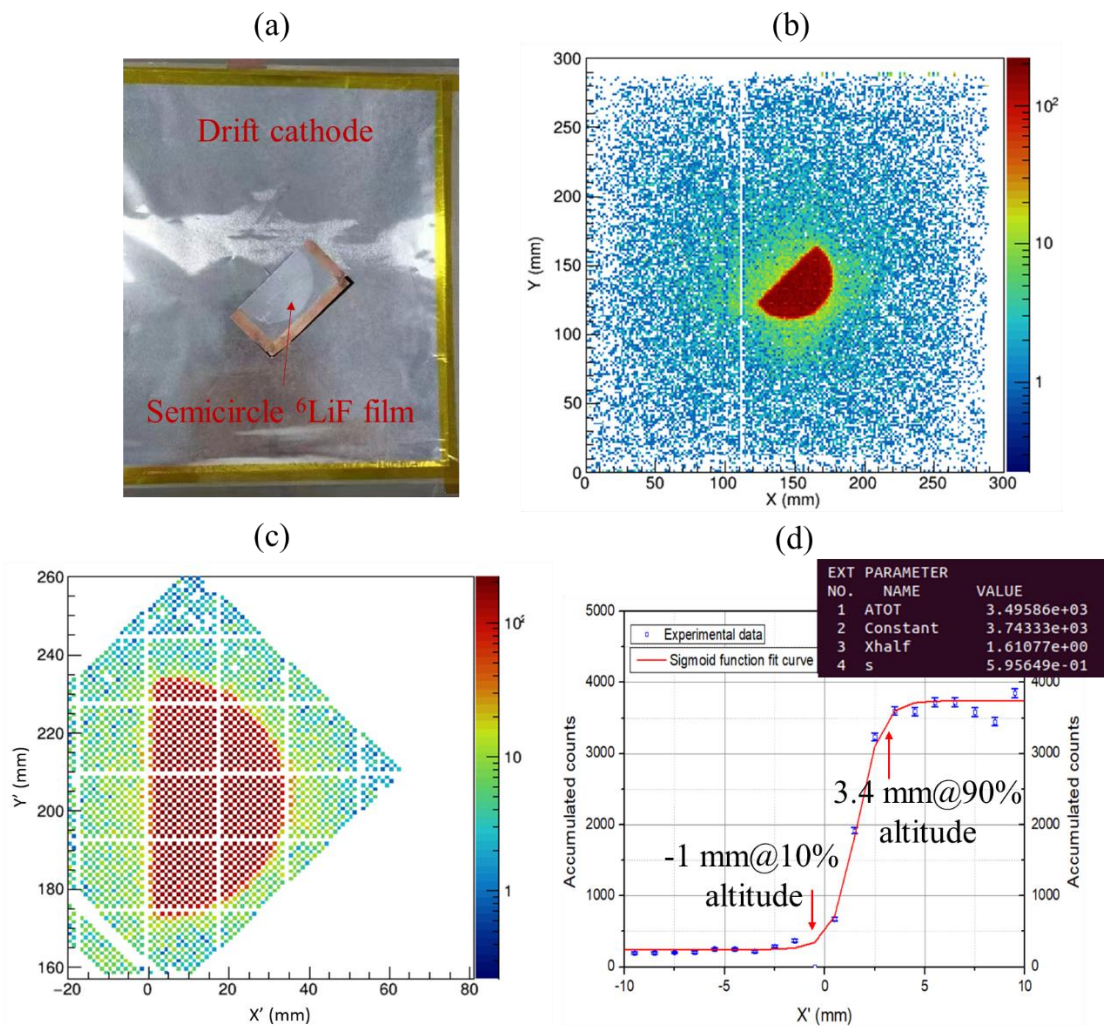 (a)
Drift cathode
Semicircle ⁶LiF film
(b)
300
250
200
150
100
50
0
Y (mm)
0 50 100 150 200 250 300
X (mm)
10²
10
1
(c)
260
250
240
230
220
210
200
190
180
170
160
Y' (mm)
−20 0 20 40 60 80
X' (mm)
10²
10
1
(d)
EXT PARAMETER
NO. NAME VALUE
1 ATOT 3.49586e+03
2 Constant 3.74333e+03
3 Xhalf 1.61077e+00
4 s 5.95649e-01
Experimental data
Sigmoid function fit curve
5000
4000
3000
2000
1000
0
Accumulated counts
4000
3000
2000
1000
0
Accumulated counts
3.4 mm@90%
altitude
-1 mm@10%
altitude
-10 -5 0 5 10
X' (mm)